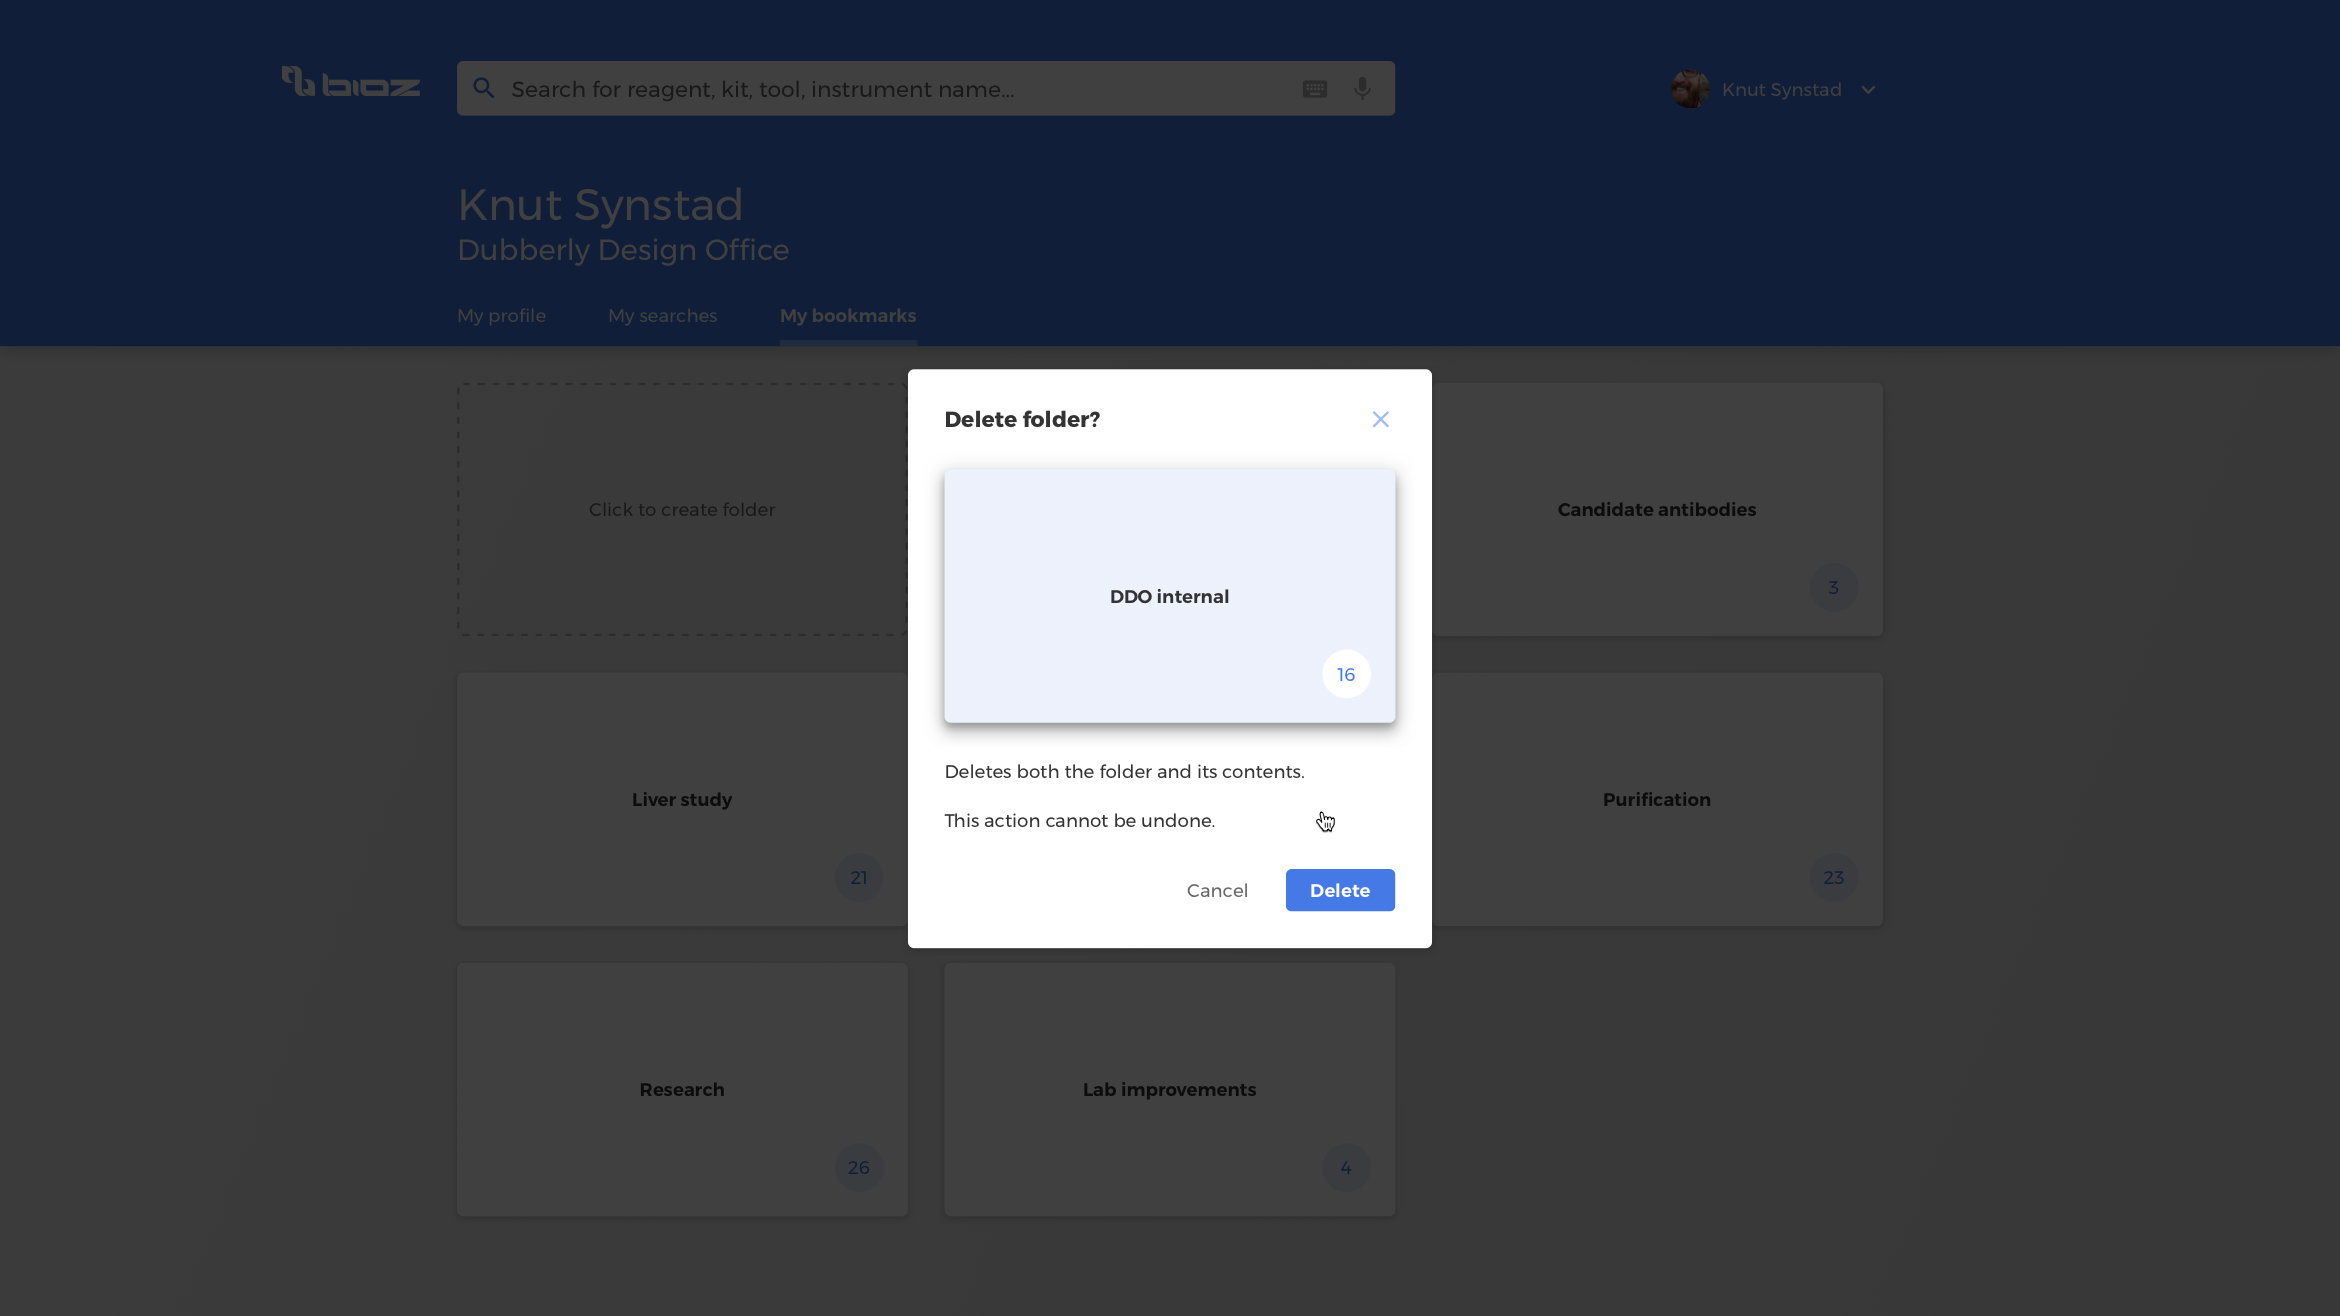 bioz
Search for reagent, kit, tool, instrument name...
Knut Synstad
Knut Synstad
Dubberly Design Office
My profile
My searches
My bookmarks
Delete folder?
DDO internal
16
Deletes both the folder and its contents.
This action cannot be undone.
Cancel
Delete
Click to create folder
Candidate antibodies
3
Liver study
21
Purification
23
Research
26
Lab improvements
4